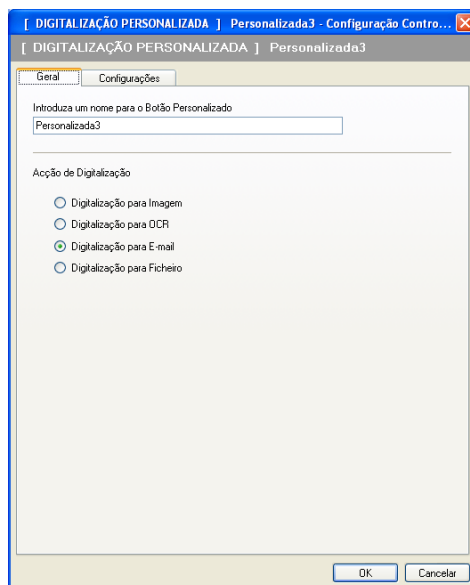 [ DIGITALIZAÇÃO PERSONALIZADA ] Personalizada3 - Configuração Contro...
[ DIGITALIZAÇÃO PERSONALIZADA ] Personalizada3
Geral Configurações
Introduza um nome para o Botão Personalizado
Personalizada3
Acção de Digitalização
Digitalização para Imagem
Digitalização para OCR
Digitalização para E-mail
Digitalização para Ficheiro
OK Cancelar